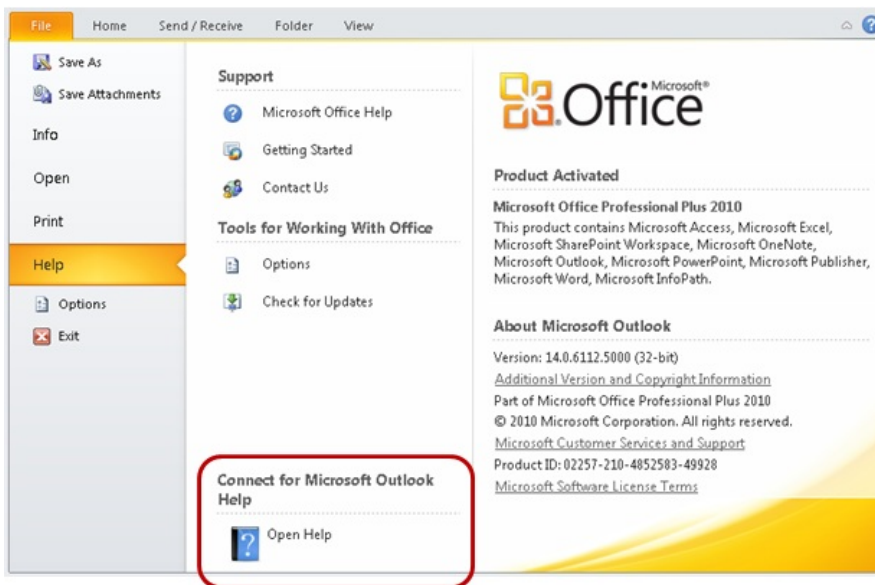 File Home Send / Receive Folder View
Save As
Save Attachments
Info
Open
Print
Help
Options
Exit
Support
Microsoft Office Help
Getting Started
Contact Us
Tools for Working With Office
Options
Check for Updates
Connect for Microsoft Outlook
Help
Open Help
Microsoft®
Office
Product Activated
Microsoft Office Professional Plus 2010
This product contains Microsoft Access, Microsoft Excel,
Microsoft SharePoint Workspace, Microsoft OneNote,
Microsoft Outlook, Microsoft PowerPoint, Microsoft Publisher,
Microsoft Word, Microsoft InfoPath.
About Microsoft Outlook
Version: 14.0.6112.5000 (32-bit)
Additional Version and Copyright Information
Part of Microsoft Office Professional Plus 2010
© 2010 Microsoft Corporation. All rights reserved.
Microsoft Customer Services and Support
Product ID: 02257-210-4852583-49928
Microsoft Software License Terms